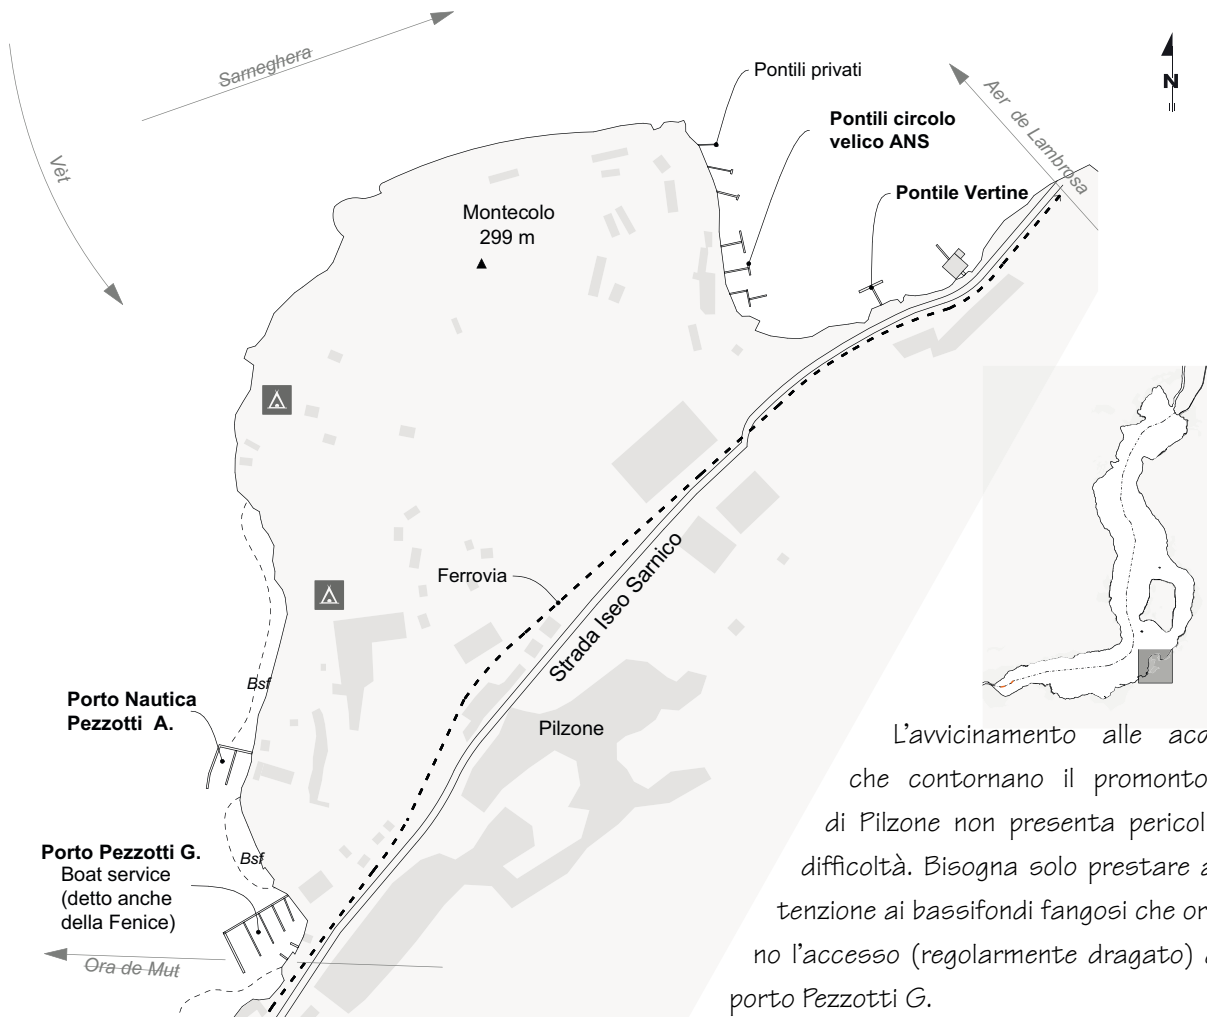 Sarneghera
Vèt
Pontili privati
Aer de Lambrosa
N
Pontili circolo
velico ANS
Pontile Vertine
Montecolo
299 m
Ferrovia
Strada Iseo Sarnico
Bsf
Porto Nautica
Pezzotti A.
Pilzone
Bsf
Porto Pezzotti G.
Boat service
(detto anche
della Fenice)
Ora de Mut
L'avvicinamento alle
che contornano il
di Pilzone non presenta
difficoltà. Bisogna solo prestare
tenzione ai bassifondi fangosi che
no l'accesso (regolarmente dragato)
porto Pezzotti G.